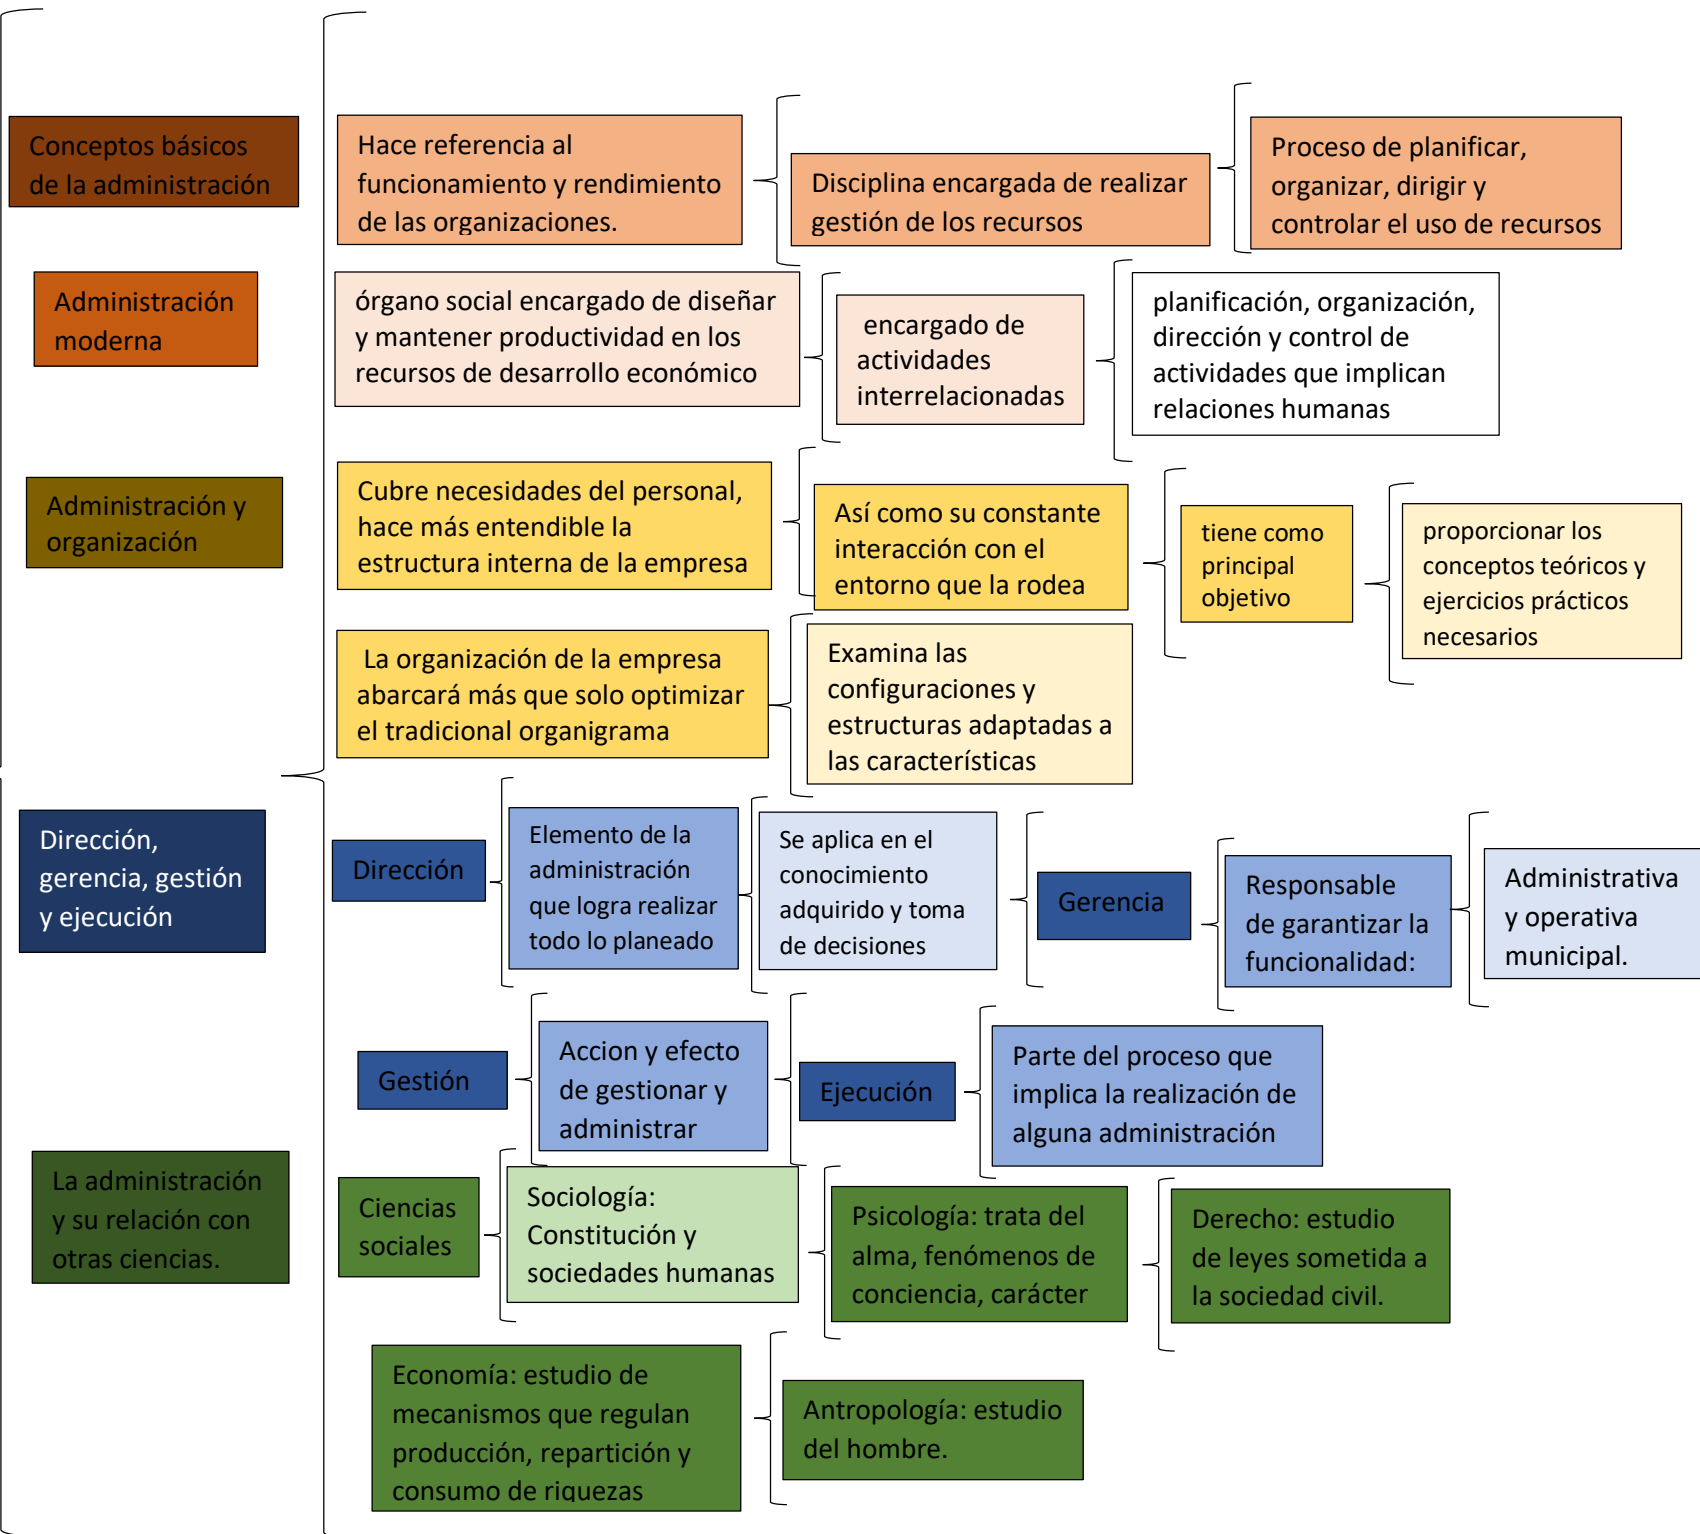 Conceptos básicos
de la administración
Hace referencia al
funcionamiento y rendimiento
de las organizaciones.
Disciplina encargada de realizar
gestión de los recursos
Proceso de planificar,
organizar, dirigir y
controlar el uso de recursos
Administración
moderna
órgano social encargado de diseñar
y mantener productividad en los
recursos de desarrollo económico
encargado de
actividades
interrelacionadas
planificación, organización,
dirección y control de
actividades que implican
relaciones humanas
Administración y
organización
Cubre necesidades del personal,
hace más entendible la
estructura interna de la empresa
Así como su constante
interacción con el
entorno que la rodea
tiene como
principal
objetivo
proporcionar los
conceptos teóricos y
ejercicios prácticos
necesarios
La organización de la empresa
abarcará más que solo optimizar
el tradicional organigrama
Examina las
configuraciones y
estructuras adaptadas a
las características
Dirección,
gerencia, gestión
y ejecución
Dirección
Elemento de la
administración
que logra realizar
todo lo planeado
Se aplica en el
conocimiento
adquirido y toma
de decisiones
Gerencia
Responsable
de garantizar la
funcionalidad:
Administrativa
y operativa
municipal.
Gestión
Accion y efecto
de gestionar y
administrar
Ejecución
Parte del proceso que
implica la realización de
alguna administración
La administración
y su relación con
otras ciencias.
Ciencias
sociales
Sociología:
Constitución y
sociedades humanas
Psicología: trata del
alma, fenómenos de
conciencia, carácter
Derecho: estudio
de leyes sometida a
la sociedad civil.
Economía: estudio de
mecanismos que regulan
producción, repartición y
consumo de riquezas
Antropología: estudio
del hombre.